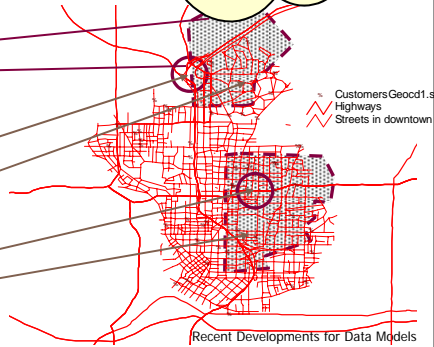 CustomersGeocd1.s
Highways
Streets in downtown
Recent Developments for Data Models